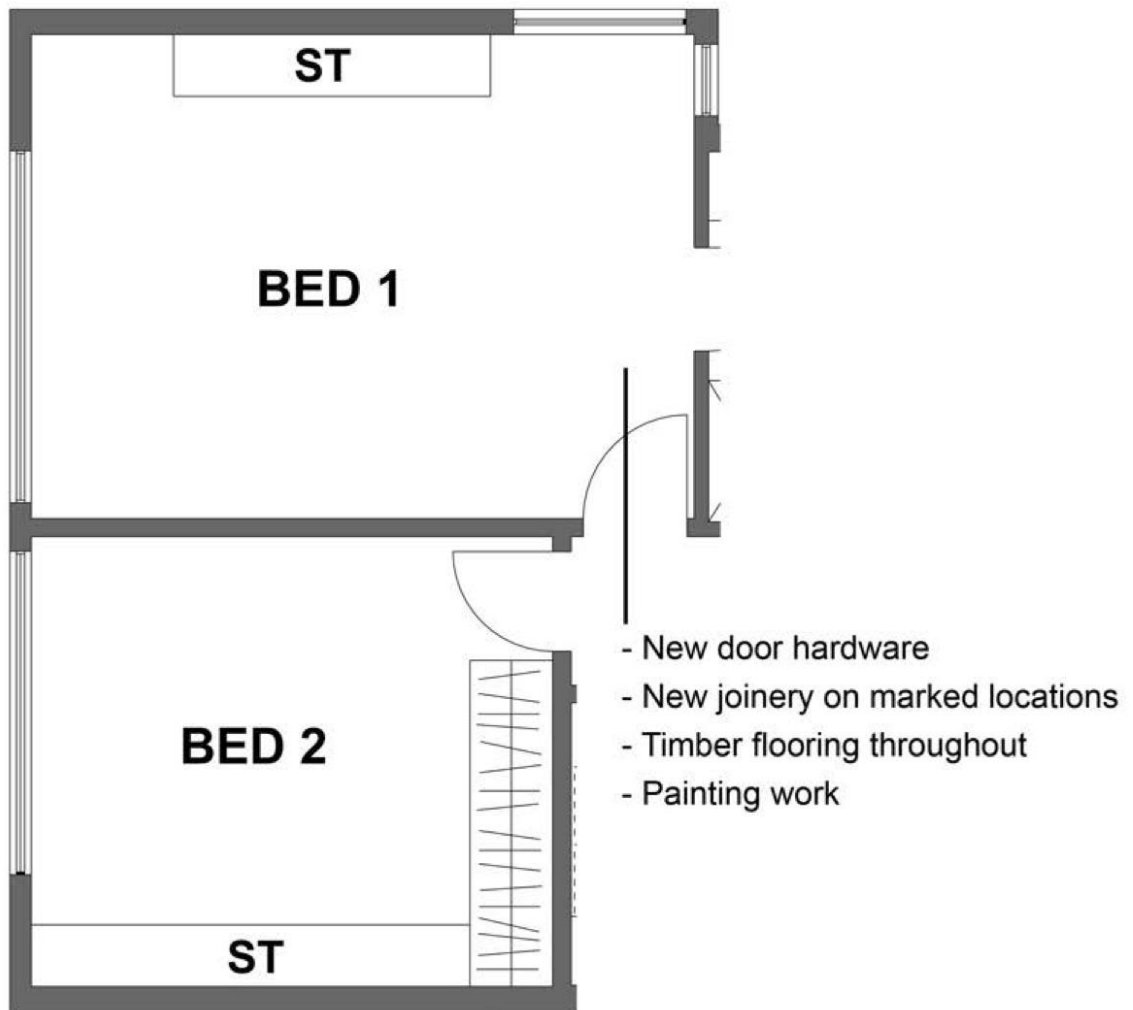 ST
BED 1
- New door hardware
- New joinery on marked locations
BED 2
- Timber flooring throughout
- Painting work
ST